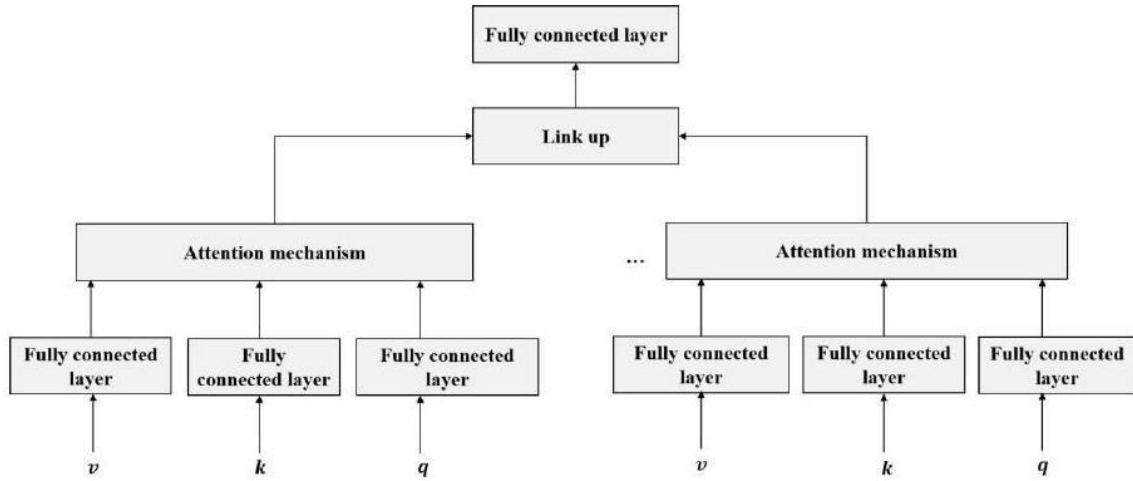 Fully connected layer
Link up
Attention mechanism
...
Attention mechanism
Fully connected
layer
Fully
connected layer
Fully connected
layer
Fully connected
layer
Fully connected
layer
Fully connected
layer
v
k
q
v
k
q